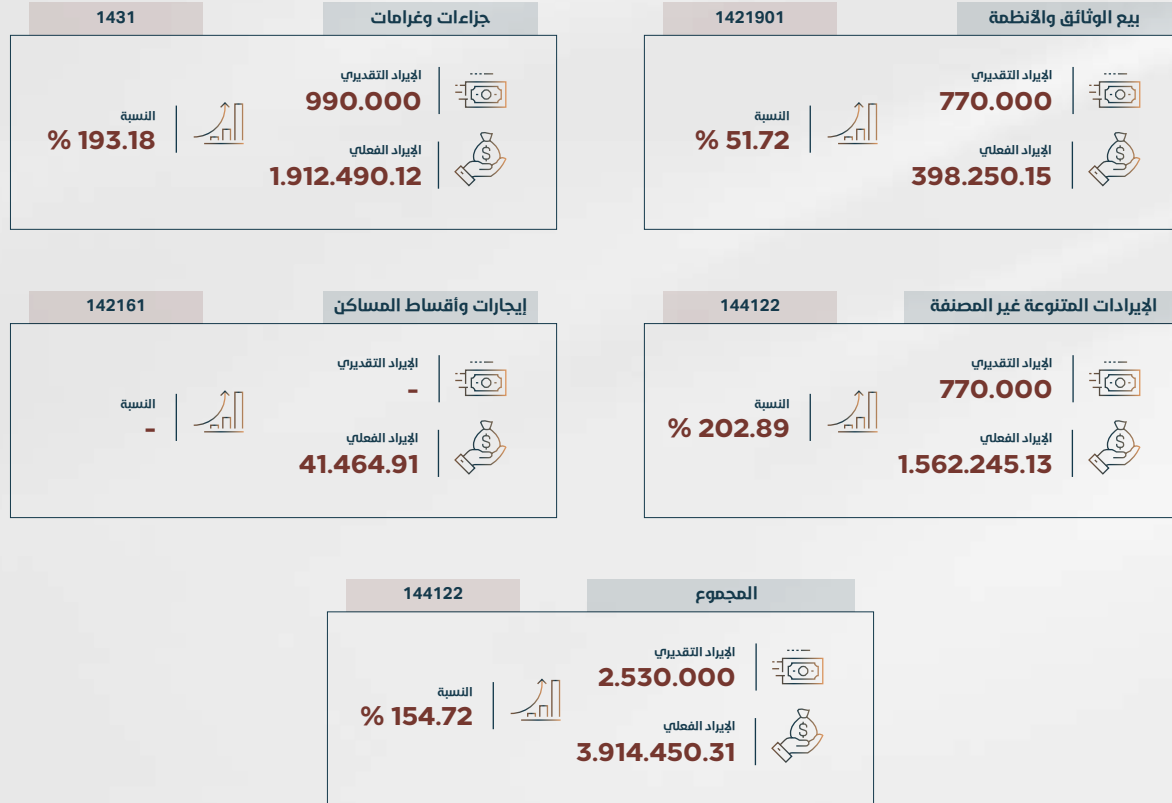 بيع الوثائق والأنظمة
1421901
الإيراد التقديري
770.000
الإيراد الفعلي
398.250.15
النسبة
% 51.72
جزاءات وغرامات
1431
الإيراد التقديري
990.000
الإيراد الفعلي
1.912.490.12
النسبة
% 193.18
الإيرادات المتنوعة غير المصنفة
144122
الإيراد التقديري
770.000
الإيراد الفعلي
1.562.245.13
النسبة
% 202.89
إيجارات وأقساط المساكن
142161
الإيراد التقديري
-
الإيراد الفعلي
41.464.91
النسبة
-
المجموع
144122
الإيراد التقديري
2.530.000
الإيراد الفعلي
3.914.450.31
النسبة
% 154.72